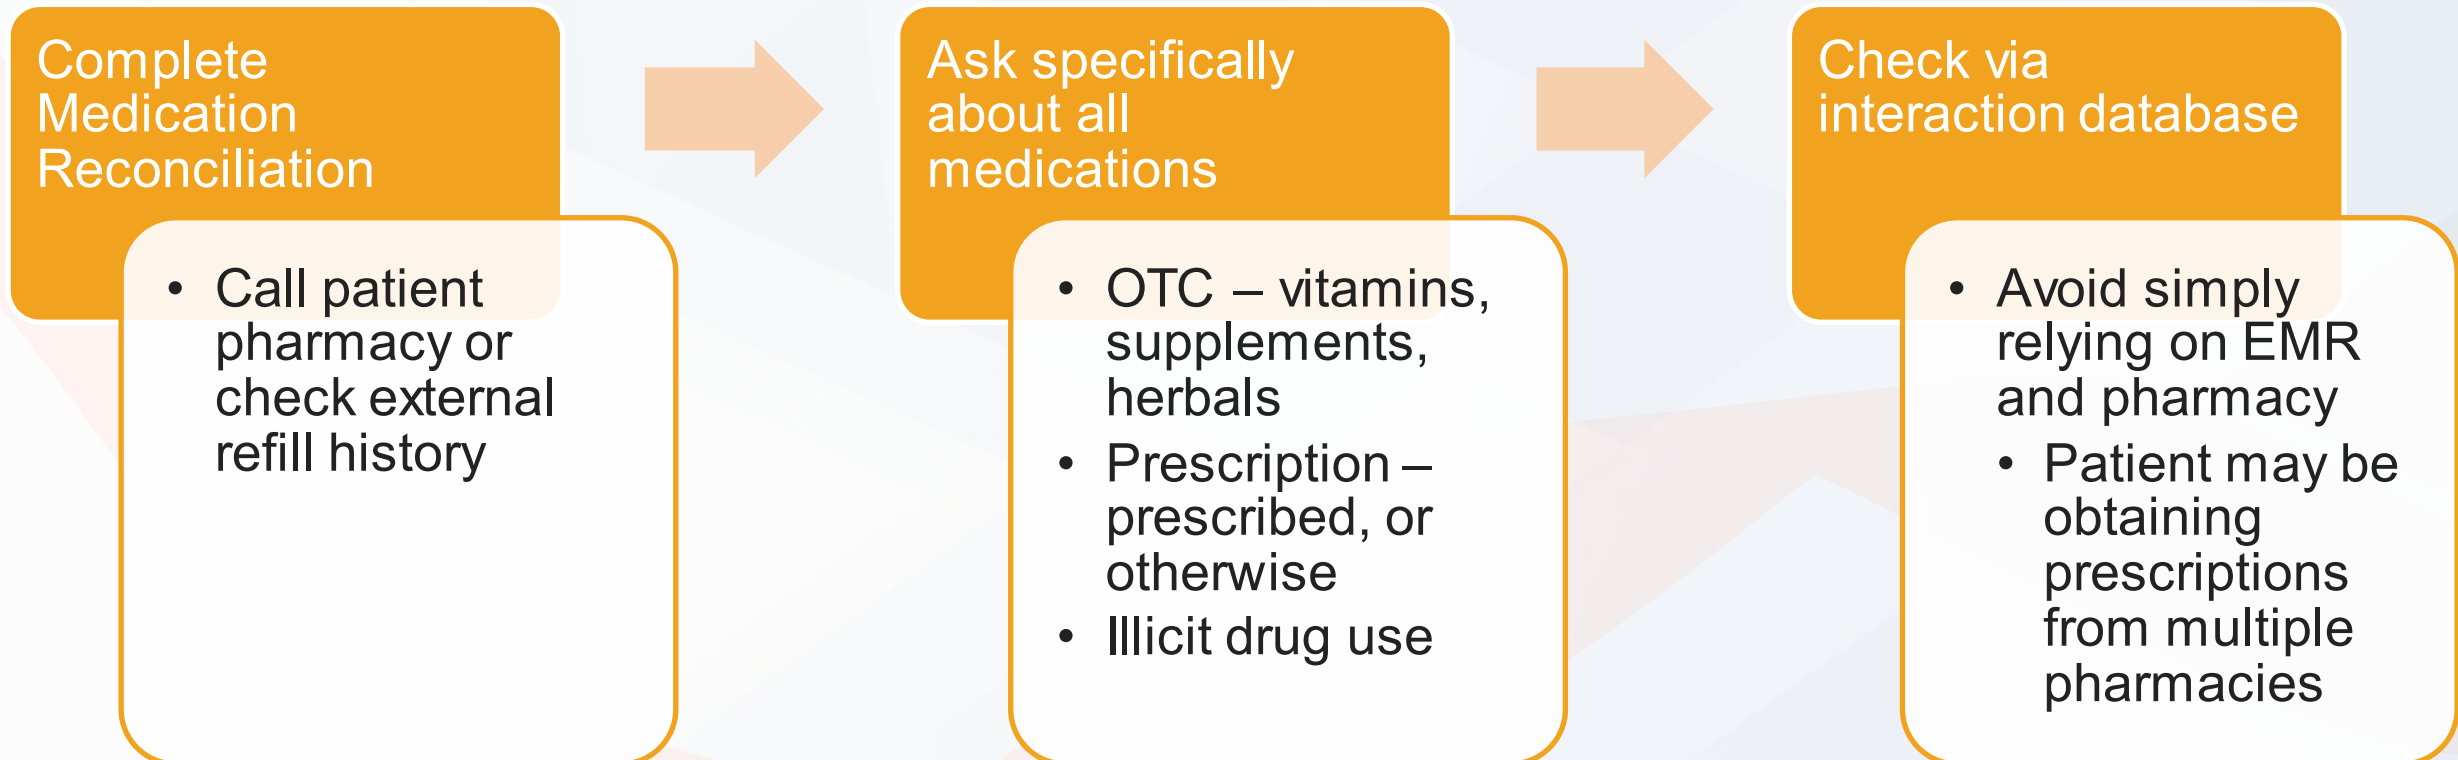 Complete
Medication
Reconciliation
• Call patient
pharmacy or
check external
refill history
Ask specifically
about all
medications
• OTC – vitamins,
supplements,
herbals
• Prescription –
prescribed, or
otherwise
• Illicit drug use
Check via
interaction database
• Avoid simply
relying on EMR
and pharmacy
• Patient may be
obtaining
prescriptions
from multiple
pharmacies